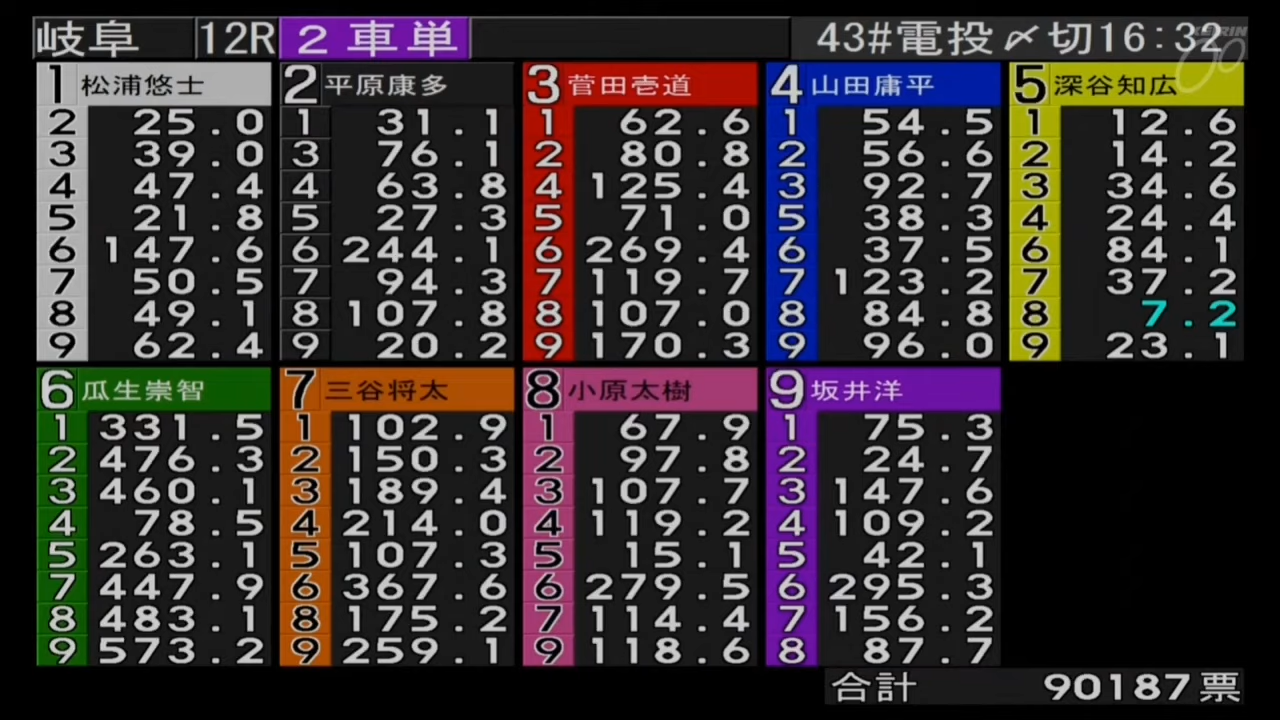 岐阜 12R 2車単 43#電投〆切16:32
KEIRIN
1 松浦悠士 2 平原康多 3 菅田壱道 4 山田庸平 5 深谷知広
2 25.0 1 31.1 1 62.6 1 54.5 1 12.6
3 39.0 3 76.1 2 80.8 2 56.6 2 14.2
4 47.4 4 63.8 4 125.4 3 92.7 3 34.6
5 21.8 5 27.3 5 71.0 5 38.3 4 24.4
6 147.6 6 244.1 6 269.4 6 37.5 6 84.1
7 50.5 7 94.3 7 119.7 7 123.2 7 37.2
8 49.1 8 107.8 8 107.0 8 84.8 8 7.2
9 62.4 9 20.2 9 170.3 9 96.0 9 23.1
6 瓜生崇智 7 三谷将太 8 小原太樹 9 坂井洋
1 331.5 1 102.9 1 67.9 1 75.3
2 476.3 2 150.3 2 97.8 2 24.7
3 460.1 3 189.4 3 107.7 3 147.6
4 78.5 4 214.0 4 119.2 4 109.2
5 263.1 5 107.3 5 15.1 5 42.1
7 447.9 6 367.6 6 279.5 6 295.3
8 483.1 8 175.2 7 114.4 7 156.2
9 573.2 9 259.1 9 118.6 8 87.7
合計 90187票